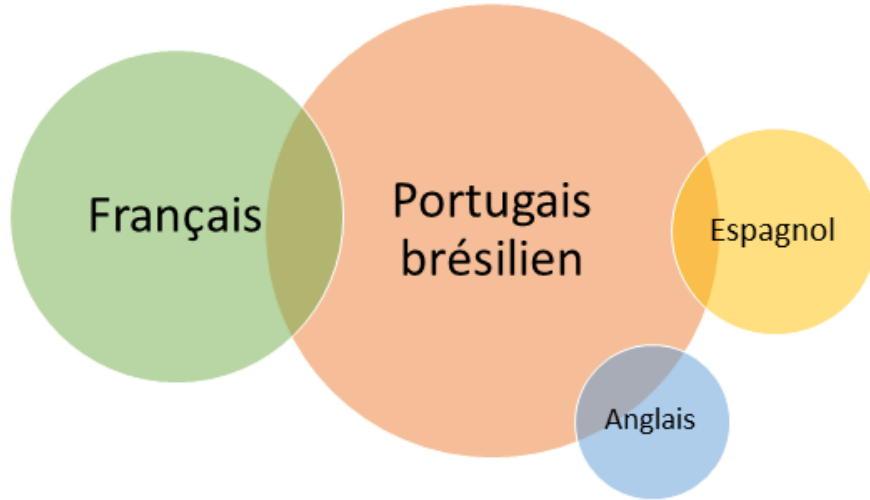 Français
Portugais
brésilien
Espagnol
Anglais